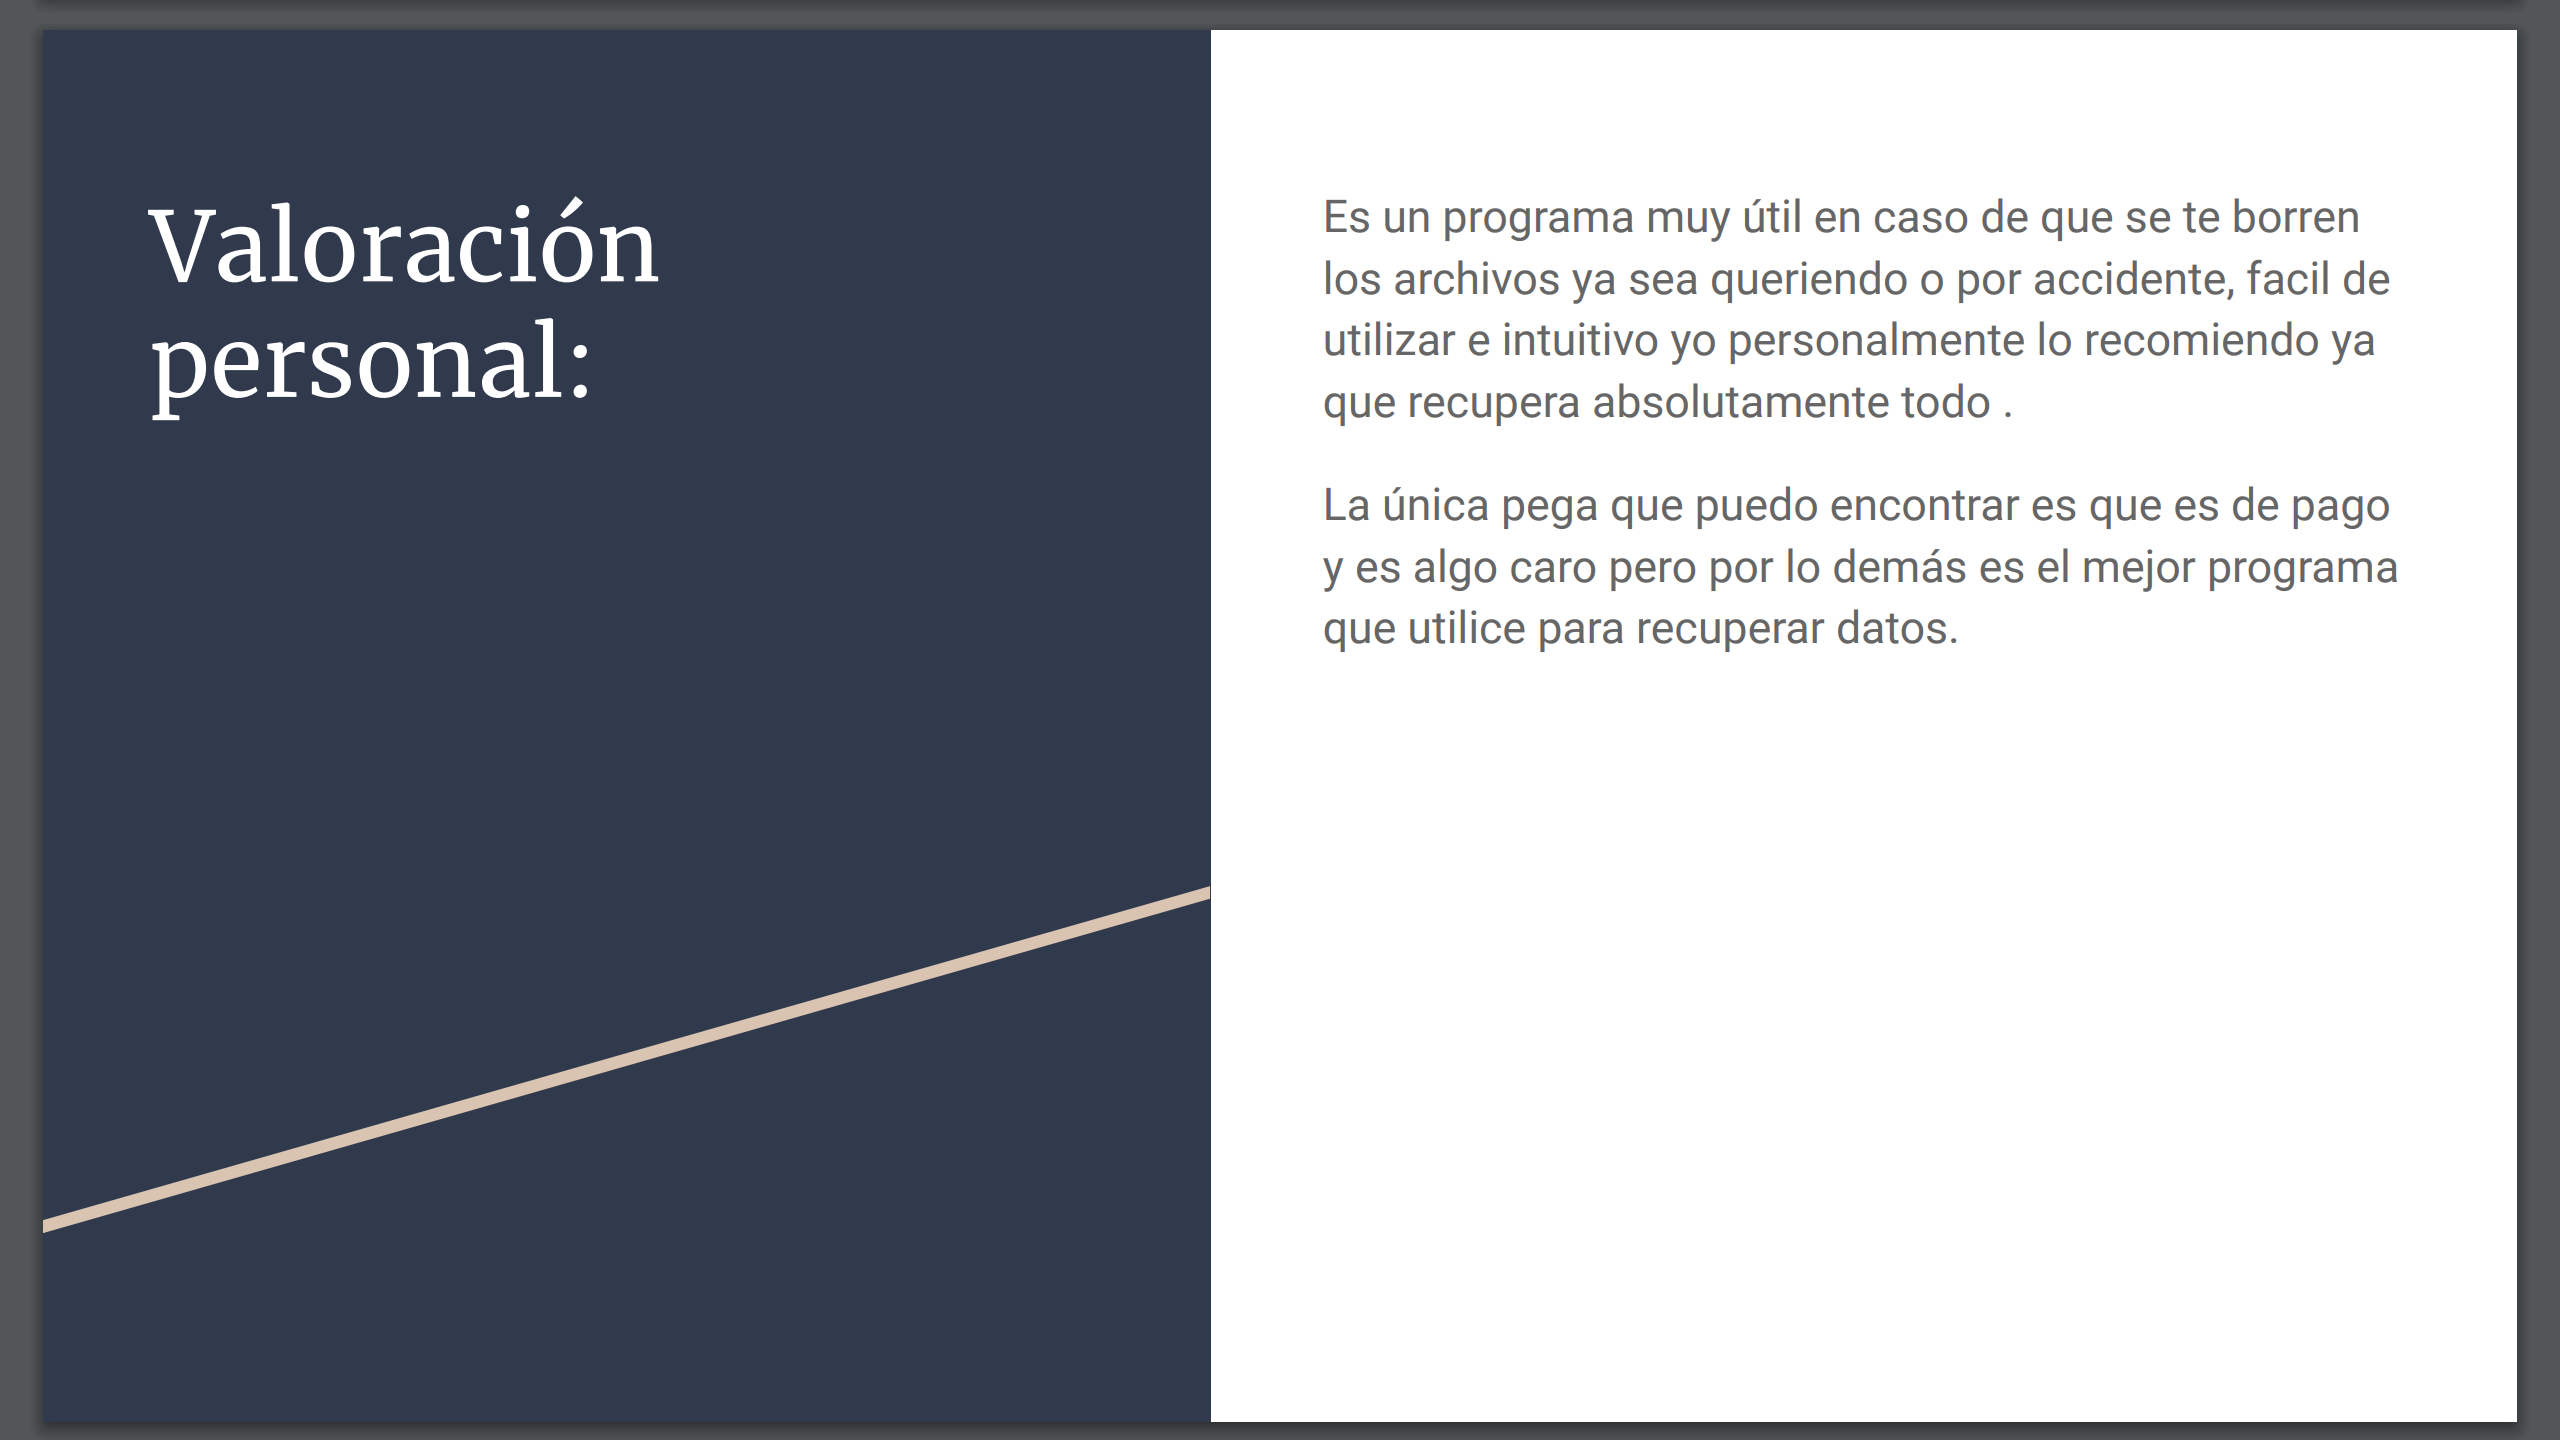 Valoración
personal:
Es un programa muy útil en caso de que se te borren
los archivos ya sea queriendo o por accidente, facil de
utilizar e intuitivo yo personalmente lo recomiendo ya
que recupera absolutamente todo .
La única pega que puedo encontrar es que es de pago
y es algo caro pero por lo demás es el mejor programa
que utilice para recuperar datos.